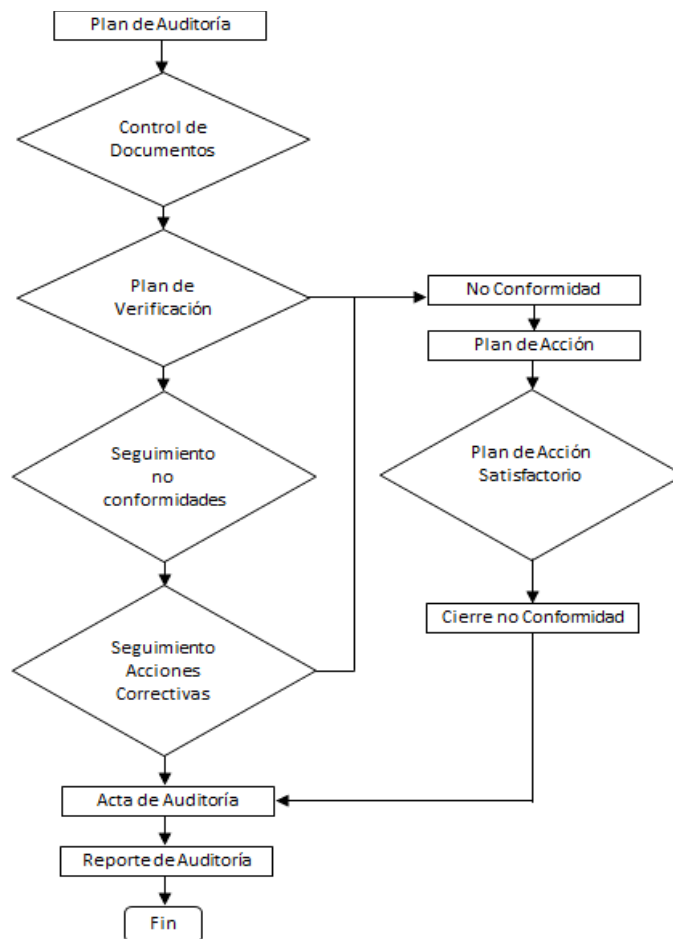 Plan de Auditoría
Control de
Documentos
Plan de
Verificación
No Conformidad
Plan de Acción
Seguimiento
no
conformidades
Plan de Acción
Satisfactorio
Cierre no Conformidad
Seguimiento
Acciones
Correctivas
Acta de Auditoría
Reporte de Auditoría
Fin